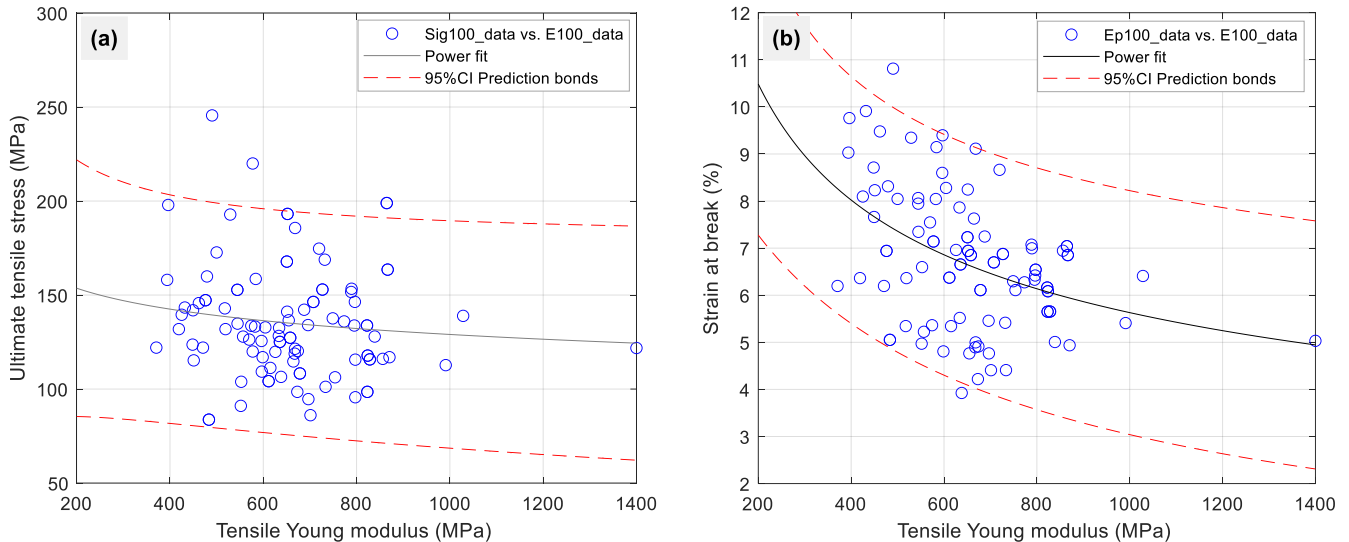 (a)
Sig100_data vs. E100_data
Power fit
95%CI Prediction bonds
300
250
200
150
100
50
Ultimate tensile stress (MPa)
200 400 600 800 1000 1200 1400
Tensile Young modulus (MPa)
(b)
Ep100_data vs. E100_data
Power fit
95%CI Prediction bonds
12
11
10
9
8
7
6
5
4
3
2
Strain at break (%)
200 400 600 800 1000 1200 1400
Tensile Young modulus (MPa)